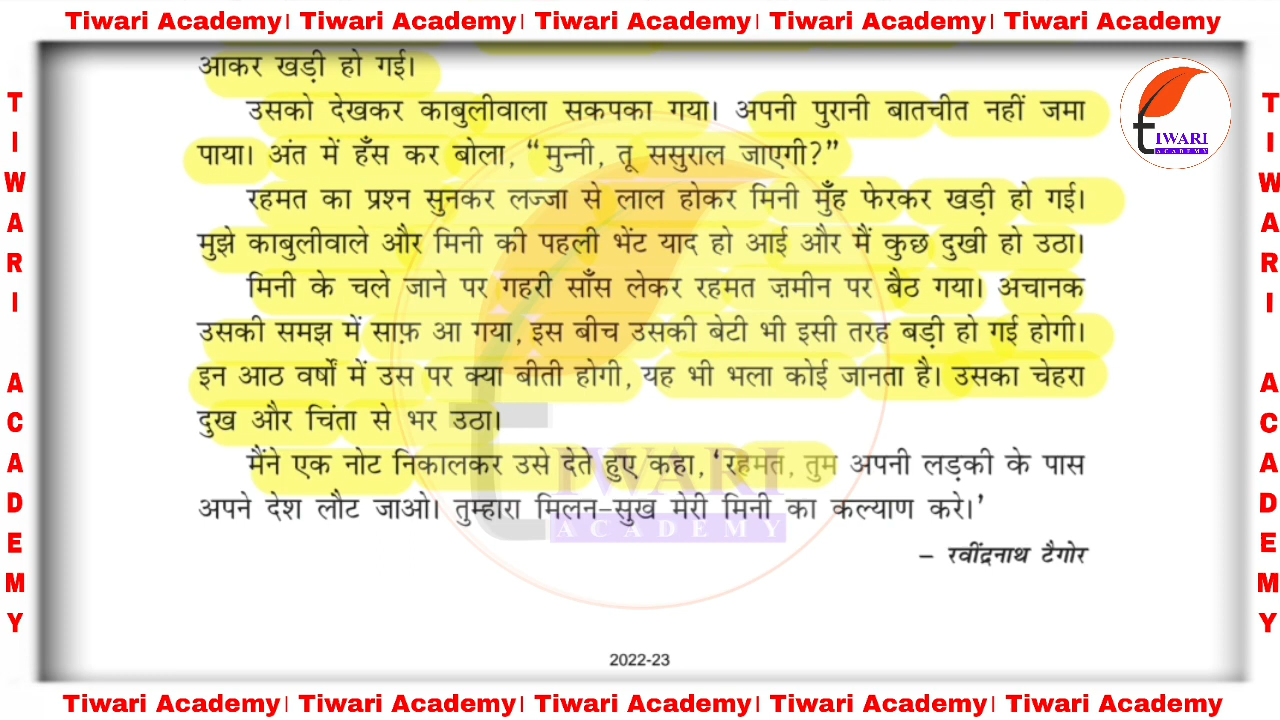 Tiwari Academy। Tiwari Academy। Tiwari Academy। Tiwari Academy। Tiwari Academy
आकर खड़ी हो गई।
उसको देखकर काबुलीवाला सकपका गया। अपनी पुरानी बातचीत नहीं जमा
पाया। अंत में हँस कर बोला, “मुन्नी, तू ससुराल जाएगी?”
रहमत का प्रश्न सुनकर लज्जा से लाल होकर मिनी मुँह फेरकर खड़ी हो गई।
मुझे काबुलीवाले और मिनी की पहली भेंट याद हो आई और मैं कुछ दुखी हो उठा।
मिनी के चले जाने पर गहरी साँस लेकर रहमत ज़मीन पर बैठ गया। अचानक
उसकी समझ में साफ़ आ गया, इस बीच उसकी बेटी भी इसी तरह बड़ी हो गई होगी।
इन आठ वर्षों में उस पर क्या बीती होगी, यह भी भला कोई जानता है। उसका चेहरा
दुख और चिंता से भर उठा।
मैंने एक नोट निकालकर उसे देते हुए कहा, ‘रहमत, तुम अपनी लड़की के पास
अपने देश लौट जाओ। तुम्हारा मिलन-सुख मेरी मिनी का कल्याण करे।’
– रवींद्रनाथ टैगोर
2022-23
TIWARI
ACADEMY
TIWARI
ACADEMY
TIWARI ACADEMY
TIWARI ACADEMY
Tiwari Academy। Tiwari Academy। Tiwari Academy। Tiwari Academy। Tiwari Academy